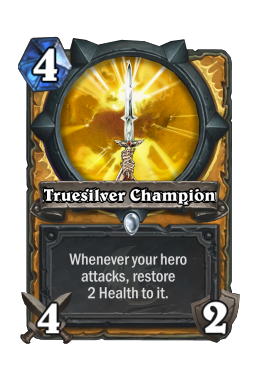 4
Truesilver Champion
Whenever your hero
attacks, restore
2 Health to it.
4
2